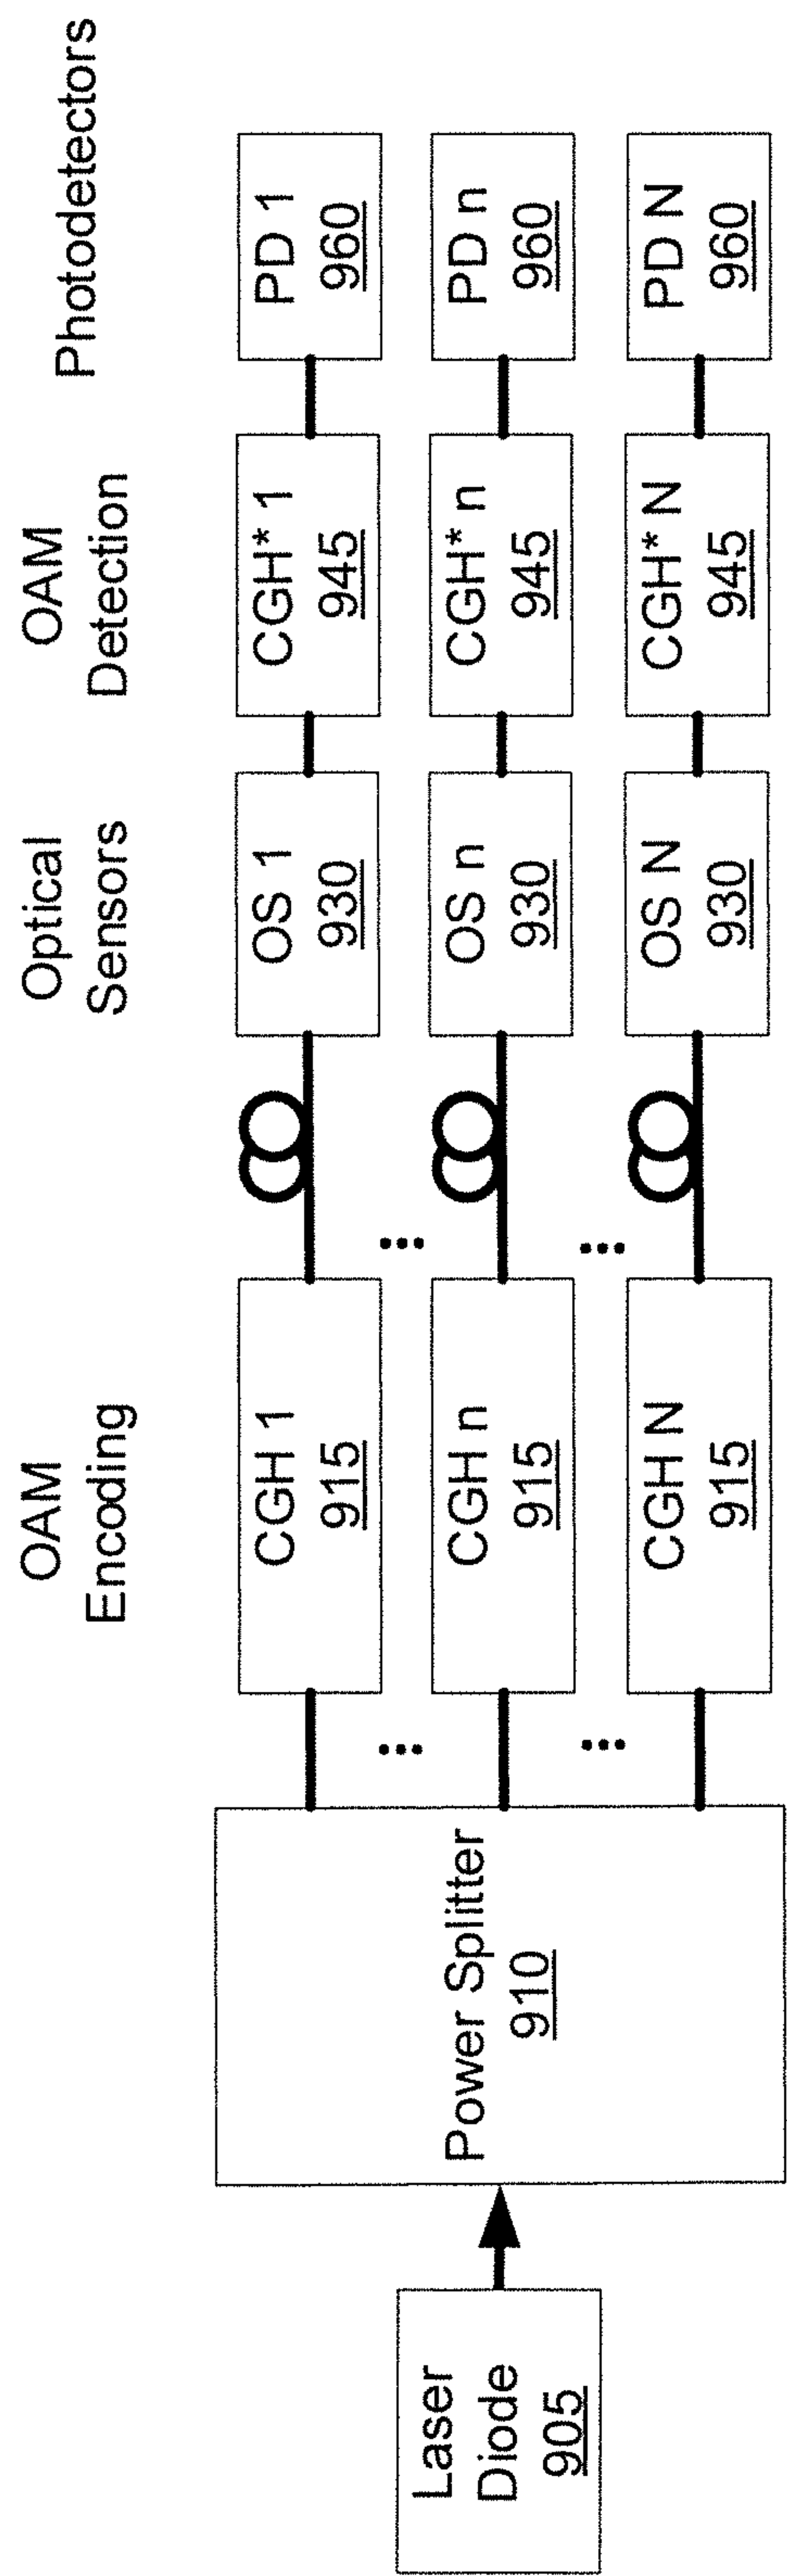 OAM
Encoding
Optical
Sensors
OAM
Detection
Photodetectors
Laser
Diode
905
Power Splitter
910
CGH 1
915
OS 1
930
CGH* 1
945
PD 1
960
...
...
CGH n
915
OS n
930
CGH* n
945
PD n
960
...
...
CGH N
915
OS N
930
CGH* N
945
PD N
960